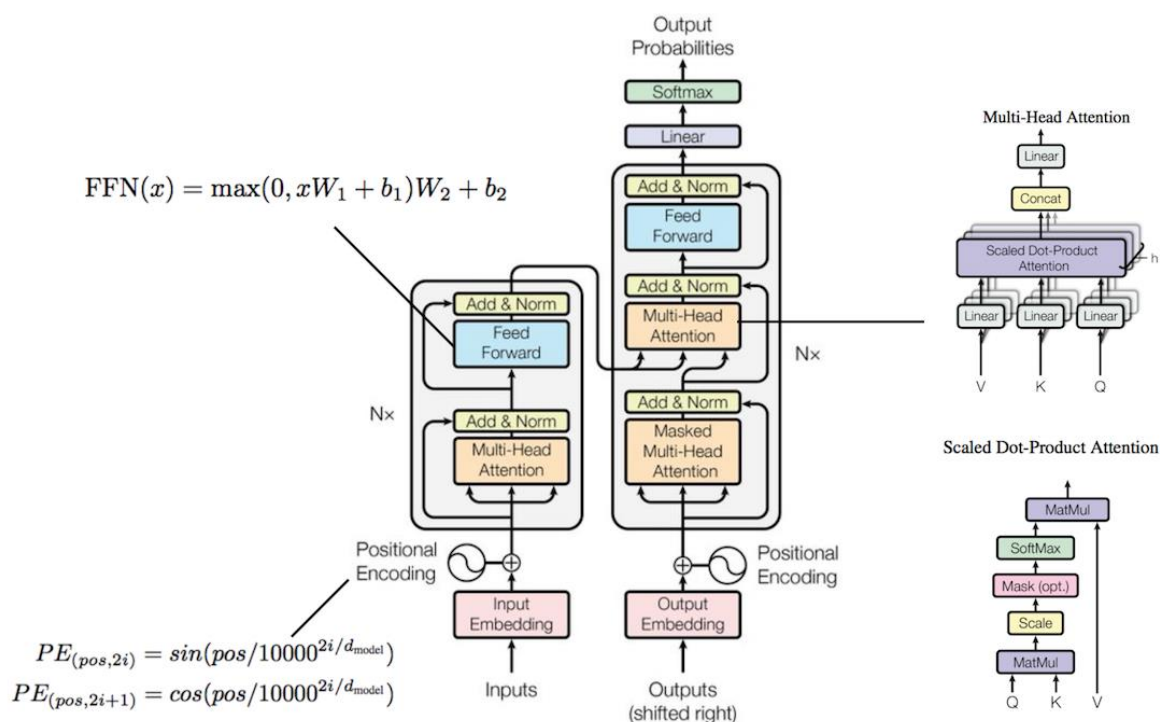 Output
Probabilities
Softmax
Linear
Add & Norm
Feed
Forward
Add & Norm
Multi-Head
Attention
Add & Norm
Masked
Multi-Head
Attention
N×
Positional
Encoding
Output
Embedding
Outputs
(shifted right)
FFN(x) = max(0, xW₁ + b₁)W₂ + b₂
Add & Norm
Feed
Forward
N×
Add & Norm
Multi-Head
Attention
Positional
Encoding
Input
Embedding
Inputs
PE₍pos,2i₎ = sin(pos/10000^{2i/d_model})
PE₍pos,2i+1₎ = cos(pos/10000^{2i/d_model})
Multi-Head Attention
Linear
Concat
Scaled Dot-Product
Attention
h
Linear Linear Linear
V K Q
Scaled Dot-Product Attention
MatMul
SoftMax
Mask (opt.)
Scale
MatMul
Q K V